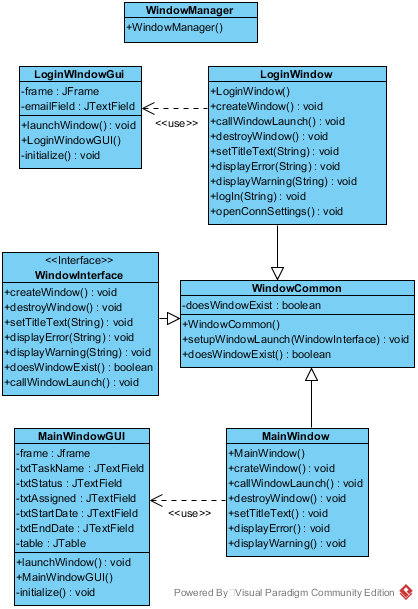 WindowManager
+WindowManager()
LoginWIndowGui
-frame : JFrame
-emailField : JTextField
+launchWindow() : void
+LoginWindowGUI()
-initialize() : void
<<use>>
LoginWindow
+LoginWindow()
+createWindow() : void
+callWindowLaunch() : void
+destroyWindow() : void
+setTitleText(String) : void
+displayError(String) : void
+displayWarning(String) : void
+logIn(String) : void
+openConnSettings() : void
<<Interface>>
WindowInterface
+createWindow() : void
+destroyWindow() : void
+setTitleText(String) : void
+displayError(String) : void
+displayWarning(String) : void
+doesWindowExist() : boolean
+callWindowLaunch() : void
WindowCommon
-doesWindowExist : boolean
+WindowCommon()
+setupWindowLaunch(WindowInterface) : void
+doesWindowExist() : boolean
MainWindowGUI
-frame : Jframe
-txtTaskName : JTextField
-txtStatus : JTextField
-txtAssigned : JTextField
-txtStartDate : JTextField
-txtEndDate : JTextField
-table : JTable
+launchWindow() : void
+MainWindowGUI()
-initialize() : void
<<use>>
MainWindow
+MainWindow()
+crateWindow() : void
+callWindowLaunch() : void
+destroyWindow() : void
+setTitleText() : void
+displayError() : void
+displayWarning() : void
Powered By Visual Paradigm Community Edition